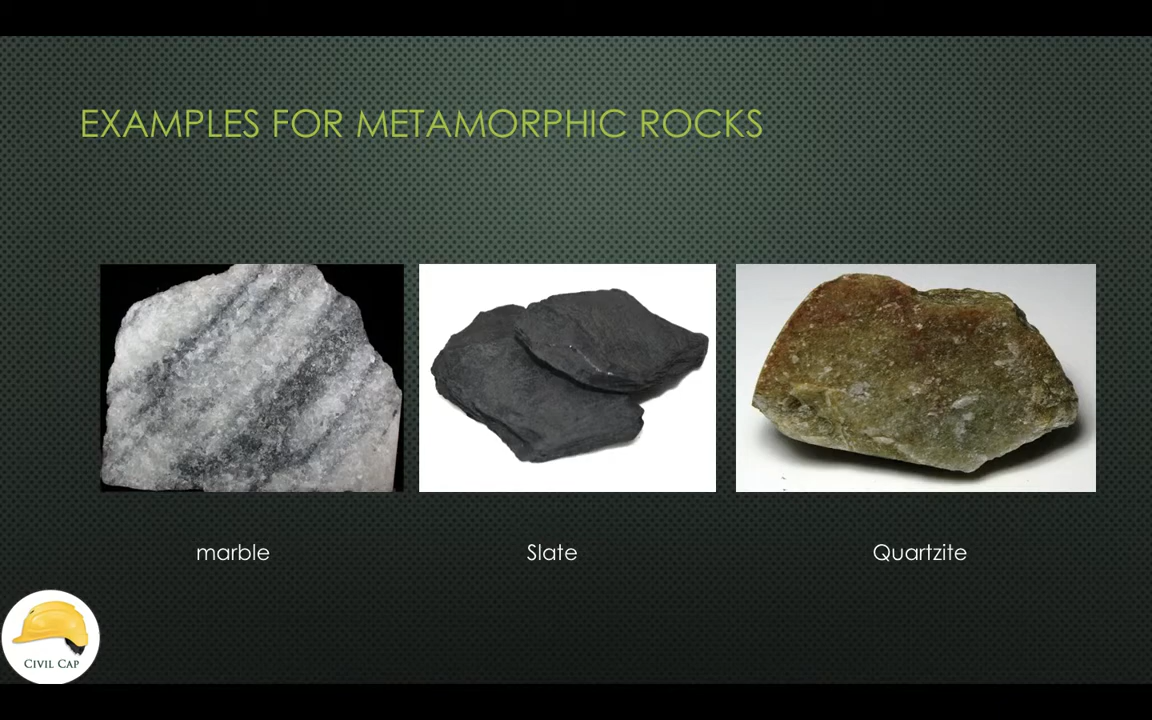 EXAMPLES FOR METAMORPHIC ROCKS
marble
Slate
Quartzite
CIVIL CAP